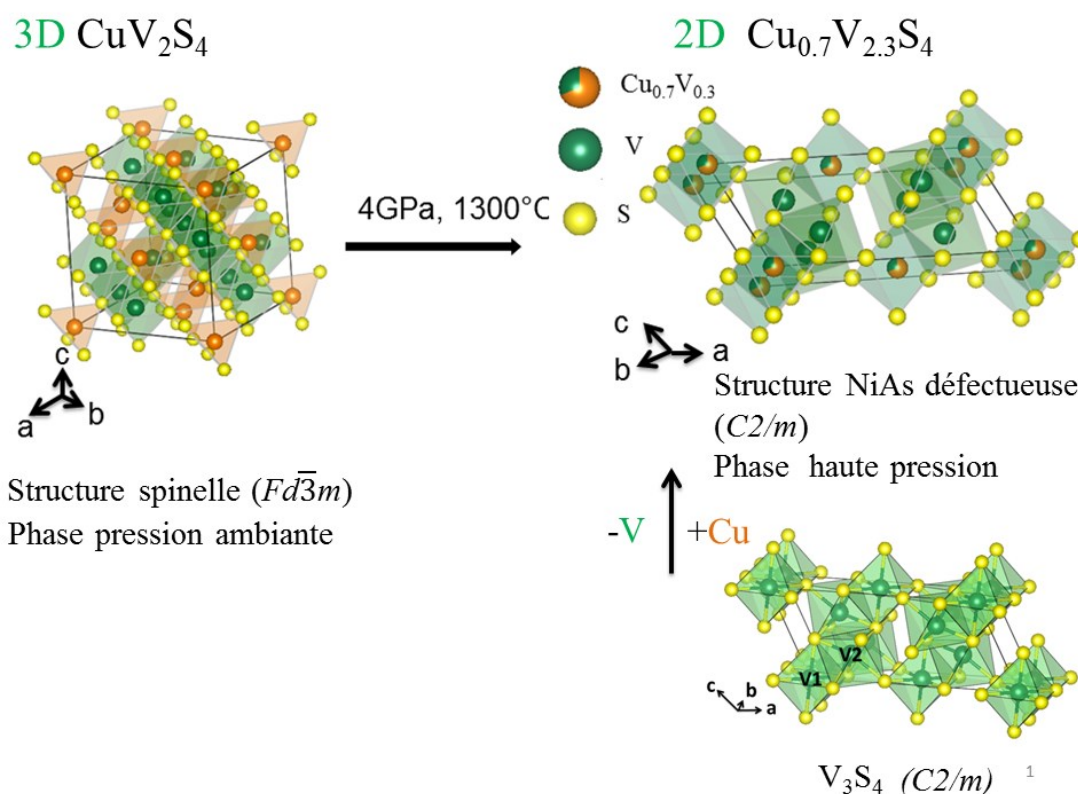 3D CuV₂S₄
2D Cu₀.₇V₂.₃S₄
Cu₀.₇V₀.₃
V
S
4GPa, 1300°C
c
a
b
c
b
a
Structure NiAs défectueuse
(C2/m)
Phase haute pression
Structure spinelle (Fd3̅m)
Phase pression ambiante
-V
+Cu
V1
V2
c
b
a
V₃S₄ (C2/m)
1